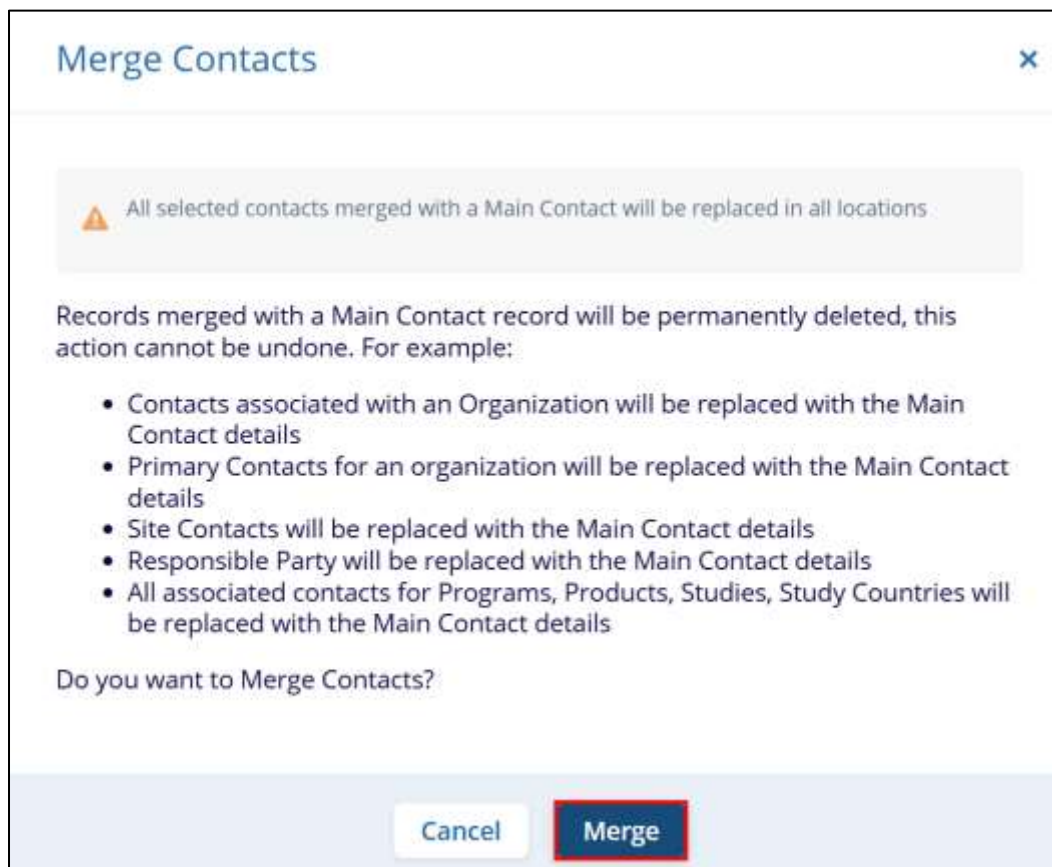 Merge Contacts
All selected contacts merged with a Main Contact will be replaced in all locations
Records merged with a Main Contact record will be permanently deleted, this
action cannot be undone. For example:
• Contacts associated with an Organization will be replaced with the Main
Contact details
• Primary Contacts for an organization will be replaced with the Main Contact
details
• Site Contacts will be replaced with the Main Contact details
• Responsible Party will be replaced with the Main Contact details
• All associated contacts for Programs, Products, Studies, Study Countries will
be replaced with the Main Contact details
Do you want to Merge Contacts?
Cancel Merge